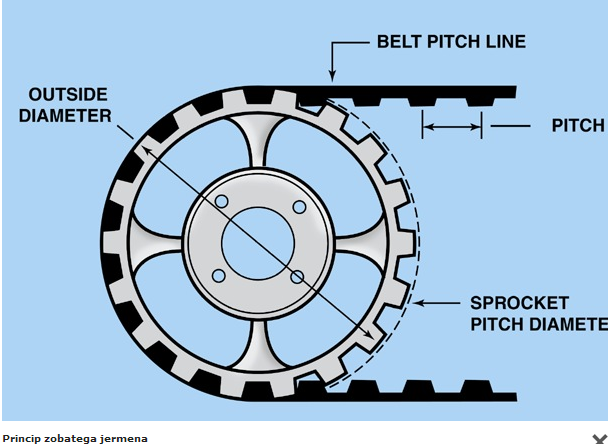 BELT PITCH LINE
OUTSIDE
DIAMETER
PITCH
SPROCKET
PITCH DIAMETE
Princip zobatega jermena